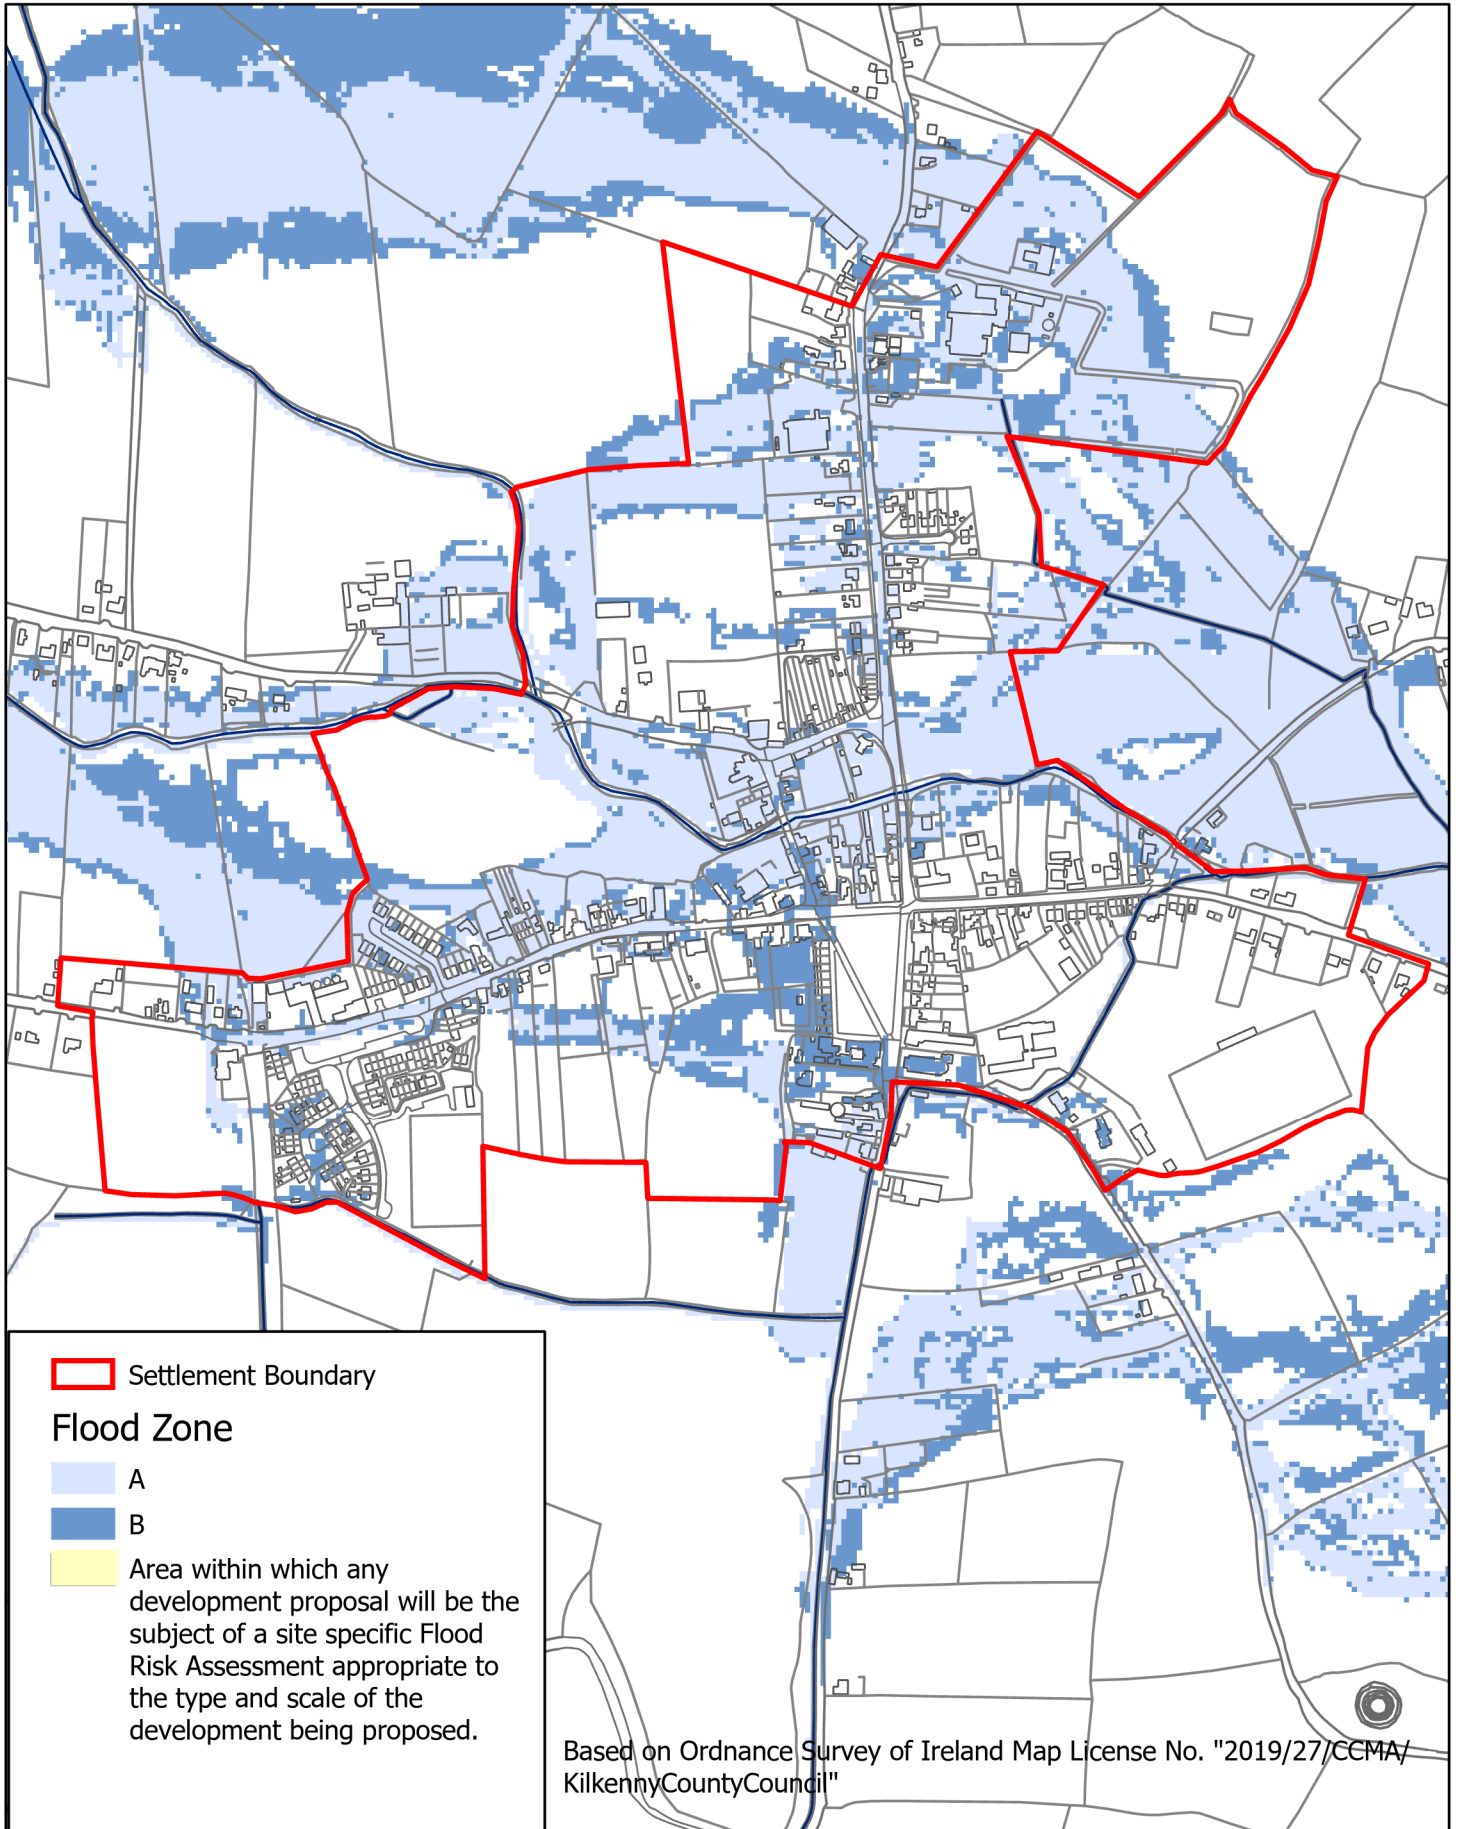 Settlement Boundary
Flood Zone
A
B
Area within which any
development proposal will be the
subject of a site specific Flood
Risk Assessment appropriate to
the type and scale of the
development being proposed.
Based on Ordnance Survey of Ireland Map License No. "2019/27/CCMA/
KilkennyCountyCouncil"